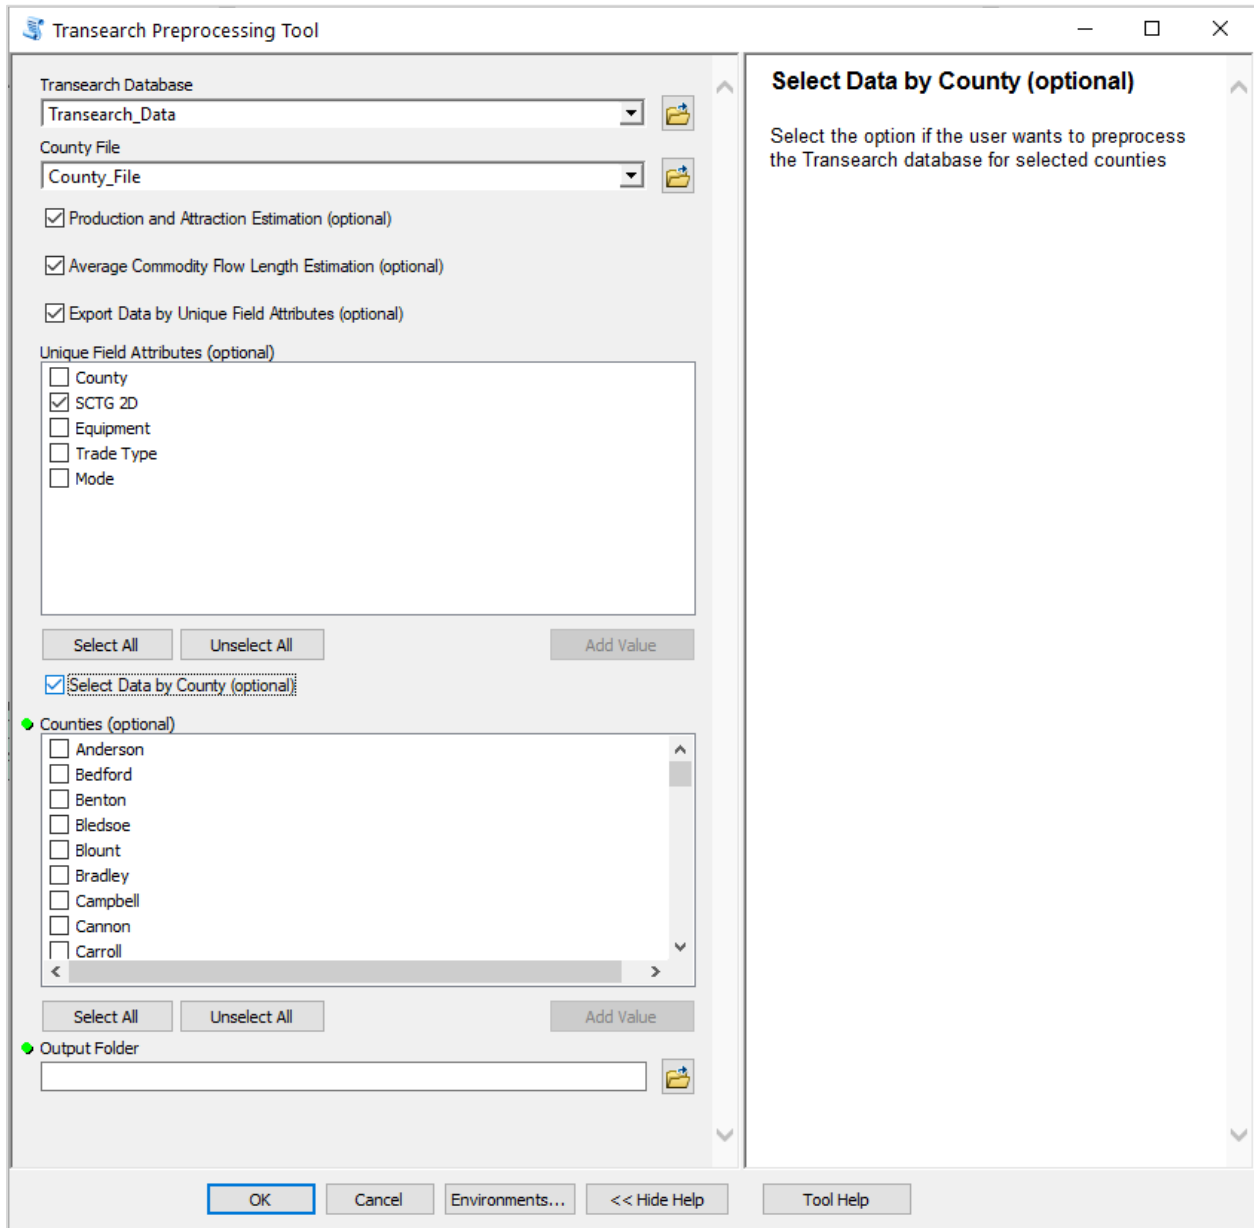 Transearch Preprocessing Tool
Transearch Database
Transearch_Data
County File
County_File
Production and Attraction Estimation (optional)
Average Commodity Flow Length Estimation (optional)
Export Data by Unique Field Attributes (optional)
Unique Field Attributes (optional)
County
SCTG 2D
Equipment
Trade Type
Mode
Select All
Unselect All
Add Value
Select Data by County (optional)
Counties (optional)
Anderson
Bedford
Benton
Bledsoe
Blount
Bradley
Campbell
Cannon
Carroll
Select All
Unselect All
Add Value
Output Folder
Select Data by County (optional)
Select the option if the user wants to preprocess
the Transearch database for selected counties
OK
Cancel
Environments...
<< Hide Help
Tool Help